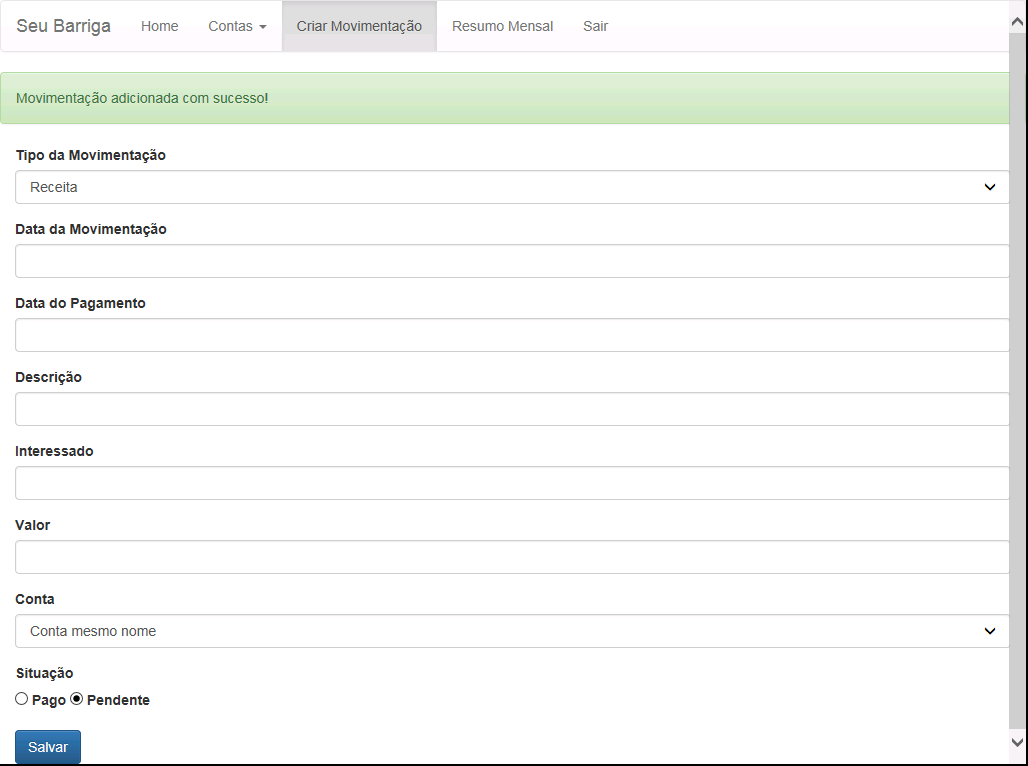 Seu Barriga Home Contas Criar Movimentação Resumo Mensal Sair
Movimentação adicionada com sucesso!
Tipo da Movimentação
Receita
Data da Movimentação
Data do Pagamento
Descrição
Interessado
Valor
Conta
Conta mesmo nome
Situação
Pago Pendente
Salvar